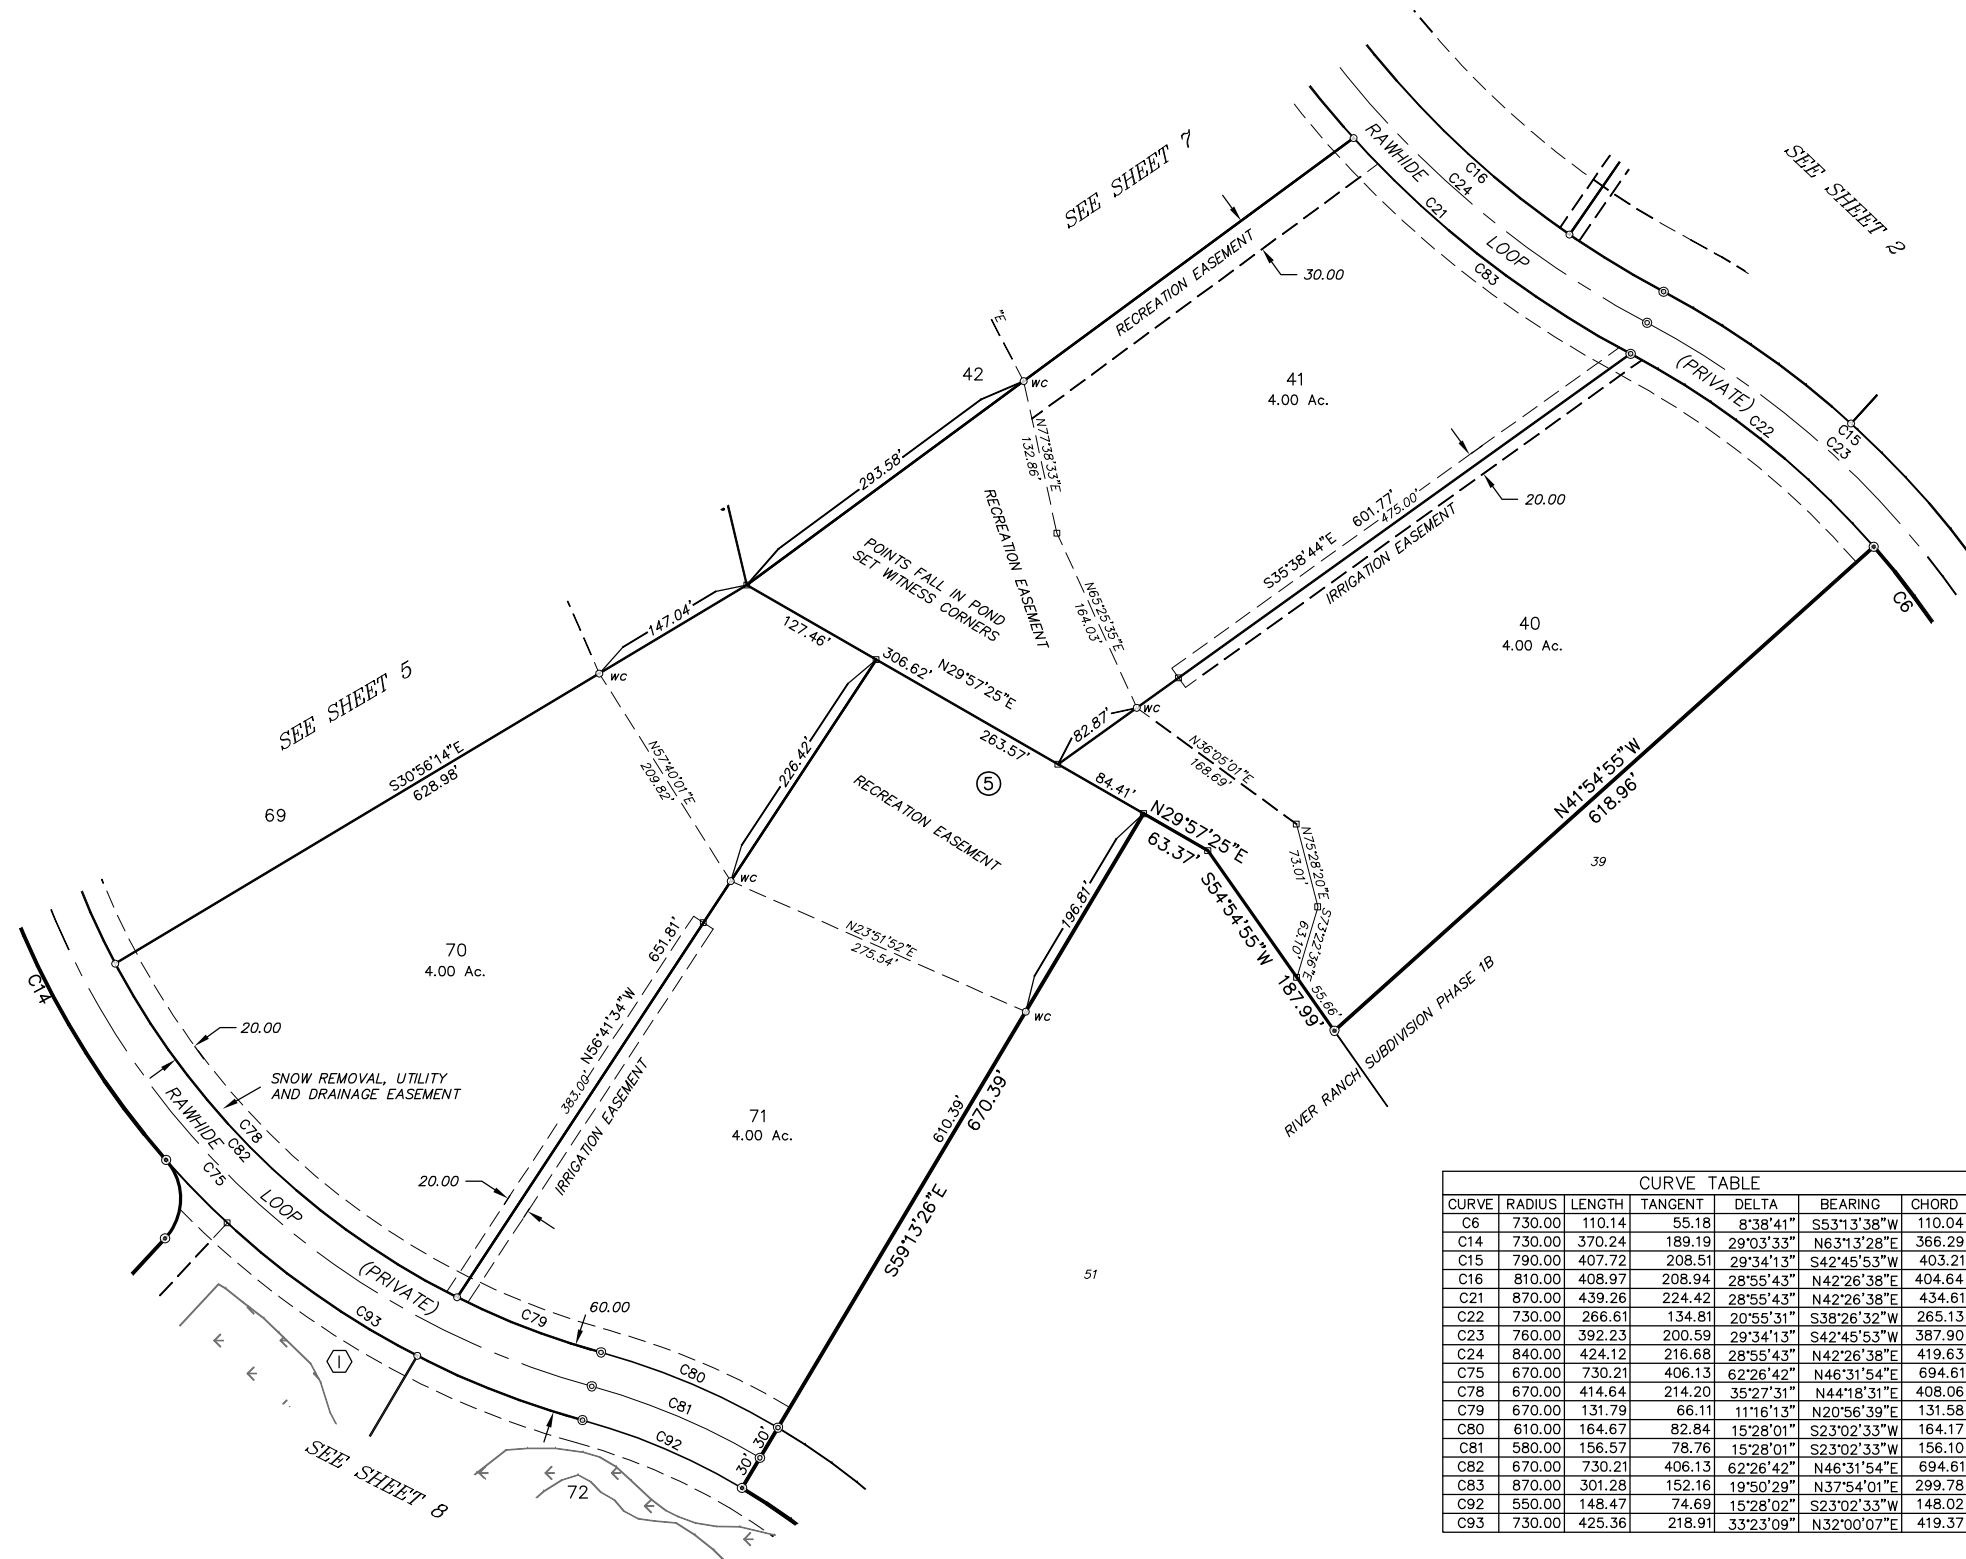 SEE SHEET 7
SEE SHEET 2
RAWHIDE
LOOP
(PRIVATE)
C16
C24
C21
C83
C22
C15
C23
C6
RECREATION EASEMENT
30.00
"E
42
WC
41
4.00 Ac.
N77°38'33"E
132.86'
293.58'
RECREATION EASEMENT
POINTS FALL IN POND
SET WITNESS CORNERS
N65°25'35"E
164.03'
601.77'
S35°38'44"E
475.00'
IRRIGATION EASEMENT
20.00
40
4.00 Ac.
147.04'
127.46'
WC
306.62'
N29°57'25"E
82.87'
WC
263.57'
5
84.41'
N36°05'01"E
168.69'
N29°57'25"E
63.37'
S54°54'55"W
187.99'
N75°28'20"E
73.01'
S73°22'36"E
63.10'
55.66'
N41°54'55"W
618.96'
39
RIVER RANCH SUBDIVISION PHASE 1B
SEE SHEET 5
S30°56'14"E
628.98'
69
N57°40'01"E
209.82'
226.42'
RECREATION EASEMENT
WC
N23°51'52"E
275.54'
196.81'
WC
70
4.00 Ac.
651.81'
N56°41'34"W
383.00'
IRRIGATION EASEMENT
20.00
71
4.00 Ac.
610.39'
670.39'
S59°13'26"E
51
C14
20.00
SNOW REMOVAL, UTILITY
AND DRAINAGE EASEMENT
RAWHIDE
LOOP
(PRIVATE)
C78
C82
C75
C79
60.00
C80
C81
C92
C93
30'
30'
1
72
SEE SHEET 8
CURVE TABLE
CURVE RADIUS LENGTH TANGENT DELTA BEARING CHORD
C6 730.00 110.14 55.18 8°38'41" S53°13'38"W 110.04
C14 730.00 370.24 189.19 29°03'33" N63°13'28"E 366.29
C15 790.00 407.72 208.51 29°34'13" S42°45'53"W 403.21
C16 810.00 408.97 208.94 28°55'43" N42°26'38"E 404.64
C21 870.00 439.26 224.42 28°55'43" N42°26'38"E 434.61
C22 730.00 266.61 134.81 20°55'31" S38°26'32"W 265.13
C23 760.00 392.23 200.59 29°34'13" S42°45'53"W 387.90
C24 840.00 424.12 216.68 28°55'43" N42°26'38"E 419.63
C75 670.00 730.21 406.13 62°26'42" N46°31'54"E 694.61
C78 670.00 414.64 214.20 35°27'31" N44°18'31"E 408.06
C79 670.00 131.79 66.11 11°16'13" N20°56'39"E 131.58
C80 610.00 164.67 82.84 15°28'01" S23°02'33"W 164.17
C81 580.00 156.57 78.76 15°28'01" S23°02'33"W 156.10
C82 670.00 730.21 406.13 62°26'42" N46°31'54"E 694.61
C83 870.00 301.28 152.16 19°50'29" N37°54'01"E 299.78
C92 550.00 148.47 74.69 15°28'02" S23°02'33"W 148.02
C93 730.00 425.36 218.91 33°23'09" N32°00'07"E 419.37